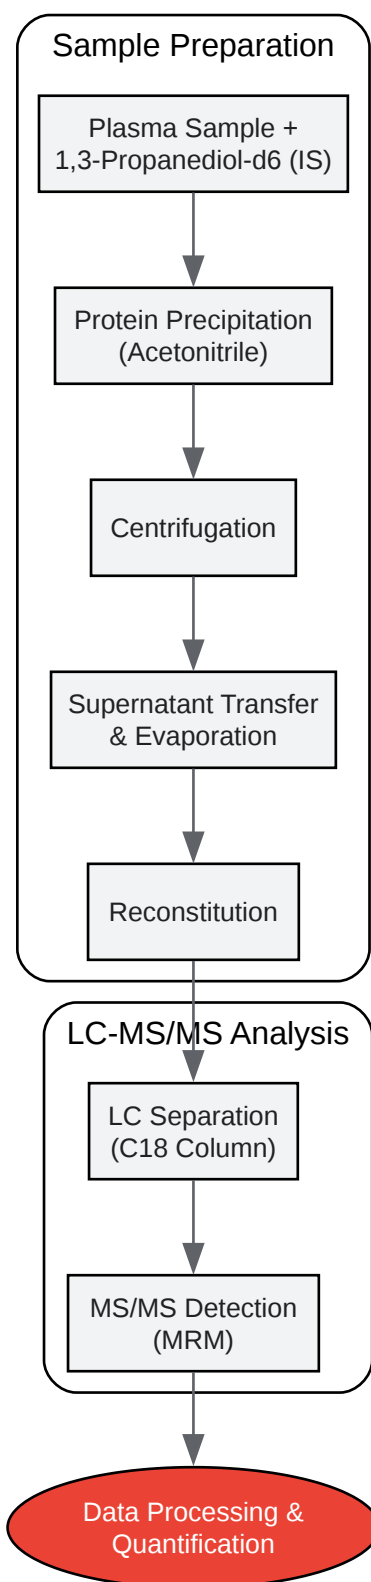 Sample Preparation
Plasma Sample +
1,3-Propanediol-d6 (IS)
Protein Precipitation
(Acetonitrile)
Centrifugation
Supernatant Transfer
& Evaporation
Reconstitution
LC-MS/MS Analysis
LC Separation
(C18 Column)
MS/MS Detection
(MRM)
Data Processing &
Quantification